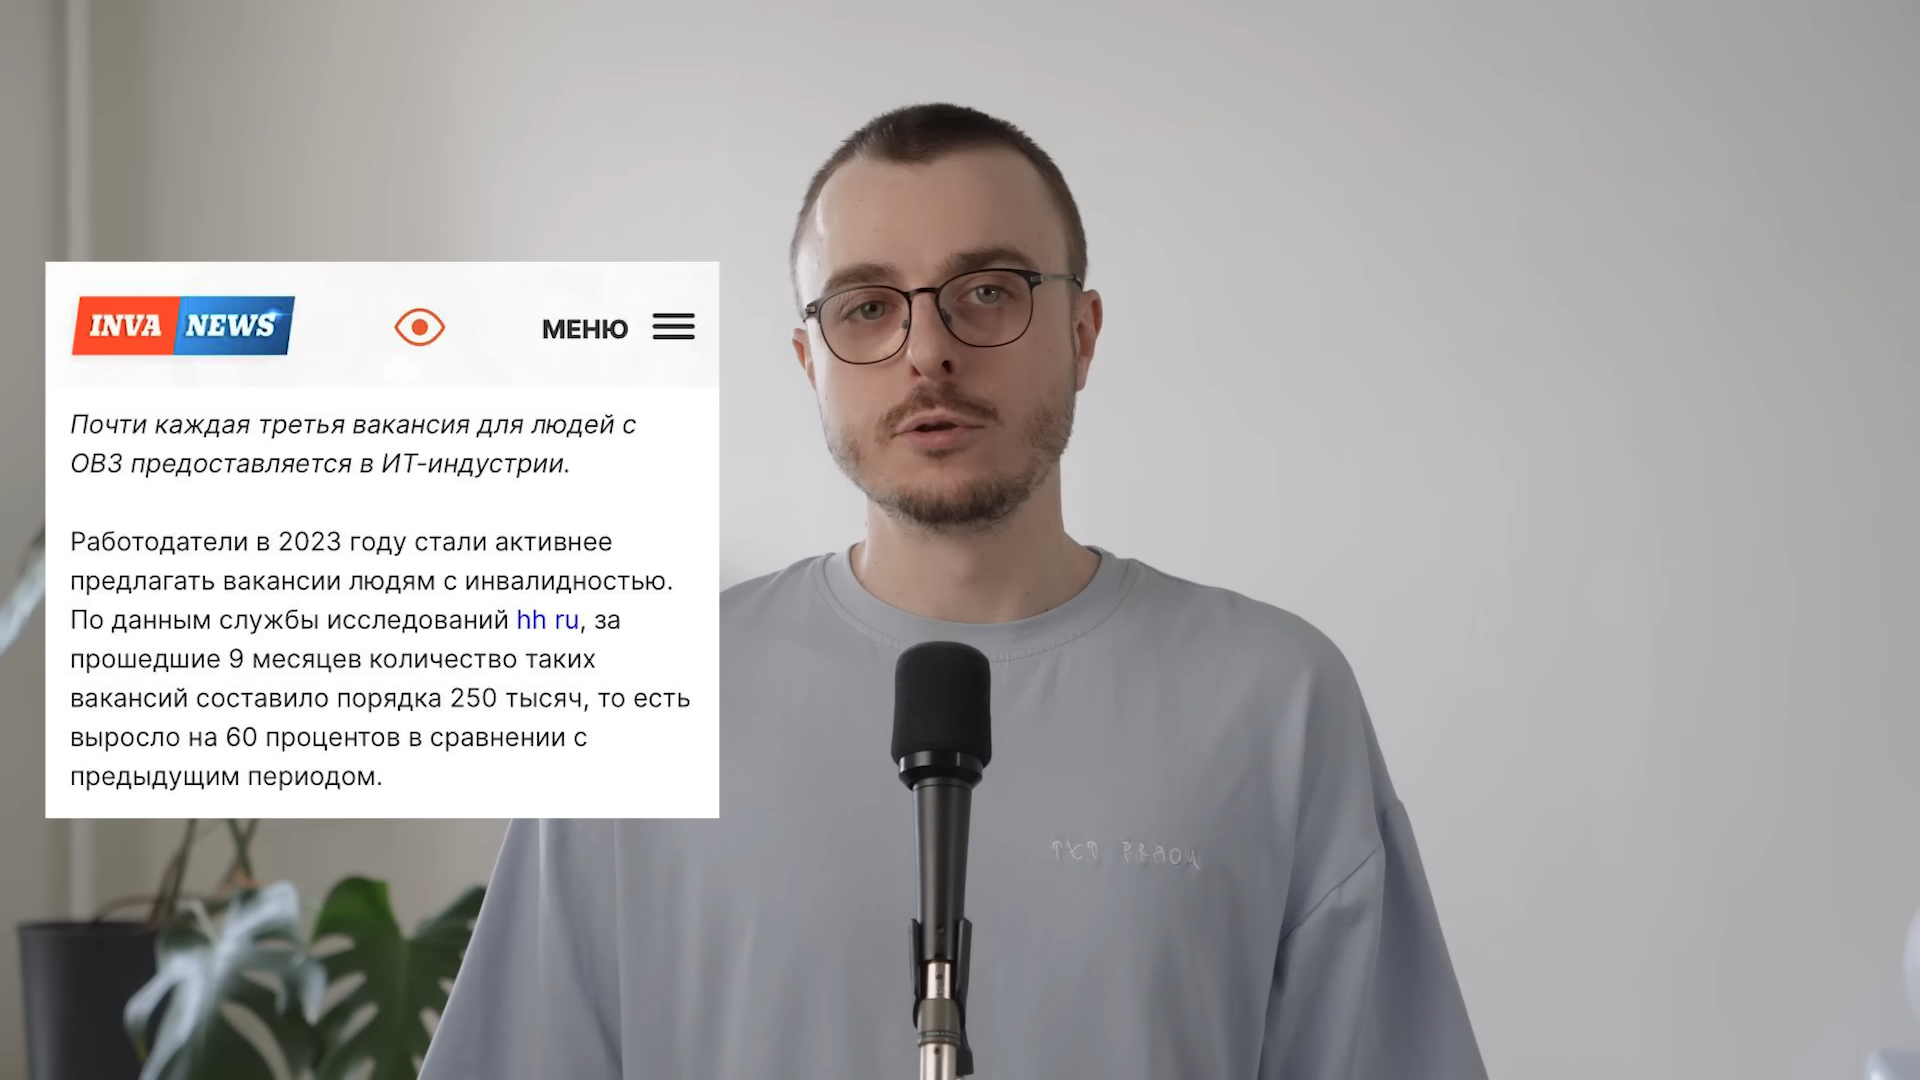 INVA NEWS
МЕНЮ
Почти каждая третья вакансия для людей с
ОВЗ предоставляется в ИТ-индустрии.
Работодатели в 2023 году стали активнее
предлагать вакансии людям с инвалидностью.
По данным службы исследований hh ru, за
прошедшие 9 месяцев количество таких
вакансий составило порядка 250 тысяч, то есть
выросло на 60 процентов в сравнении с
предыдущим периодом.